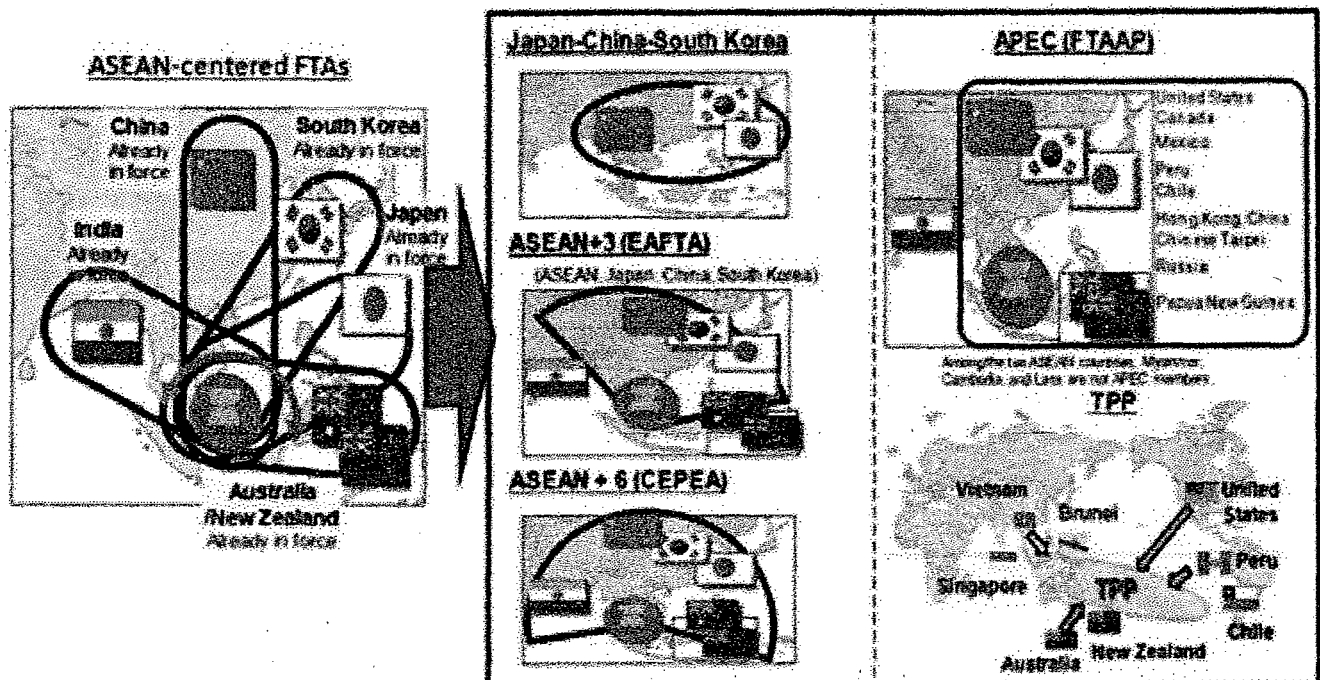 ASEAN-centered FTAs
China
Already
in force
South Korea
Already in force
Japan
Already
in force
India
Already
in force
Australia
/New Zealand
Already in force
Japan-China-South Korea
ASEAN+3 (EAFTA)
(ASEAN, Japan, China, South Korea)
ASEAN + 6 (CEPEA)
APEC (FTAAP)
United States
Canada
Mexico
Peru
Chile
Hong Kong, China
Chinese Taipei
Russia
Papua New Guinea
Among the ten ASEAN countries, Myanmar,
Cambodia, and Laos are not APEC members.
TPP
Vietnam
Brunei
United
States
Singapore
TPP
Peru
Chile
Australia
New Zealand